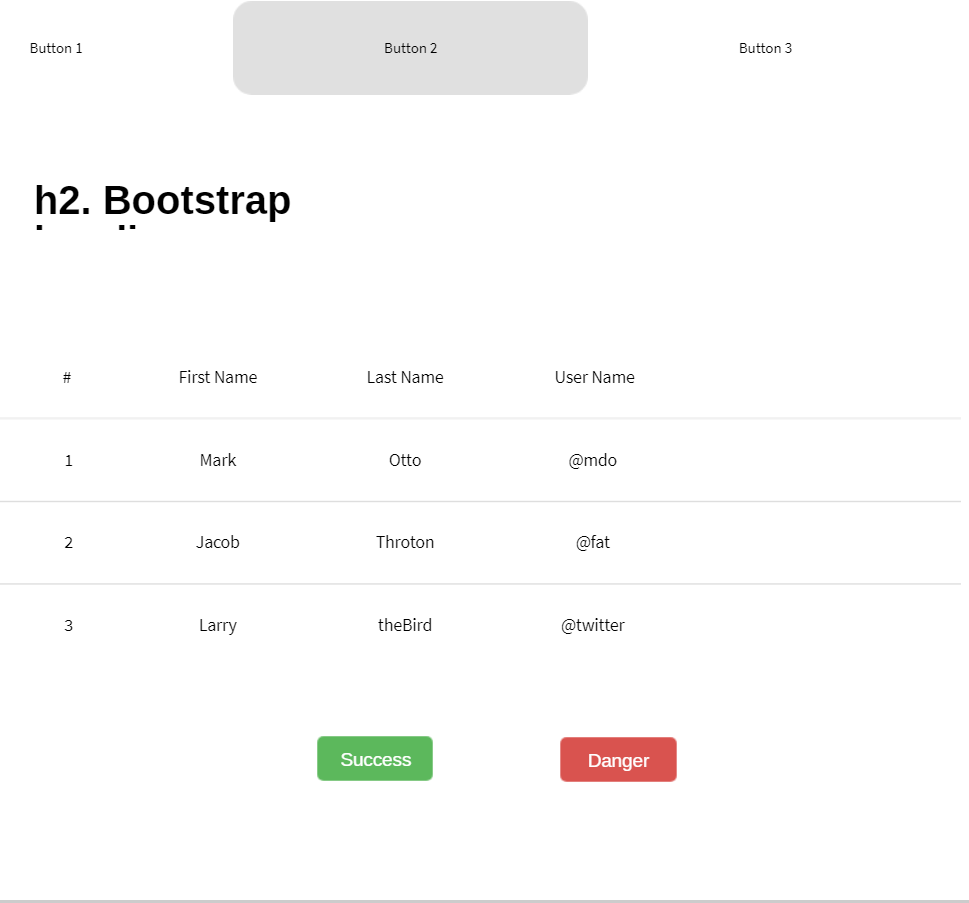 Button 1 Button 2 Button 3
h2. Bootstrap
# First Name Last Name User Name
1 Mark Otto @mdo
2 Jacob Throton @fat
3 Larry theBird @twitter
Success Danger